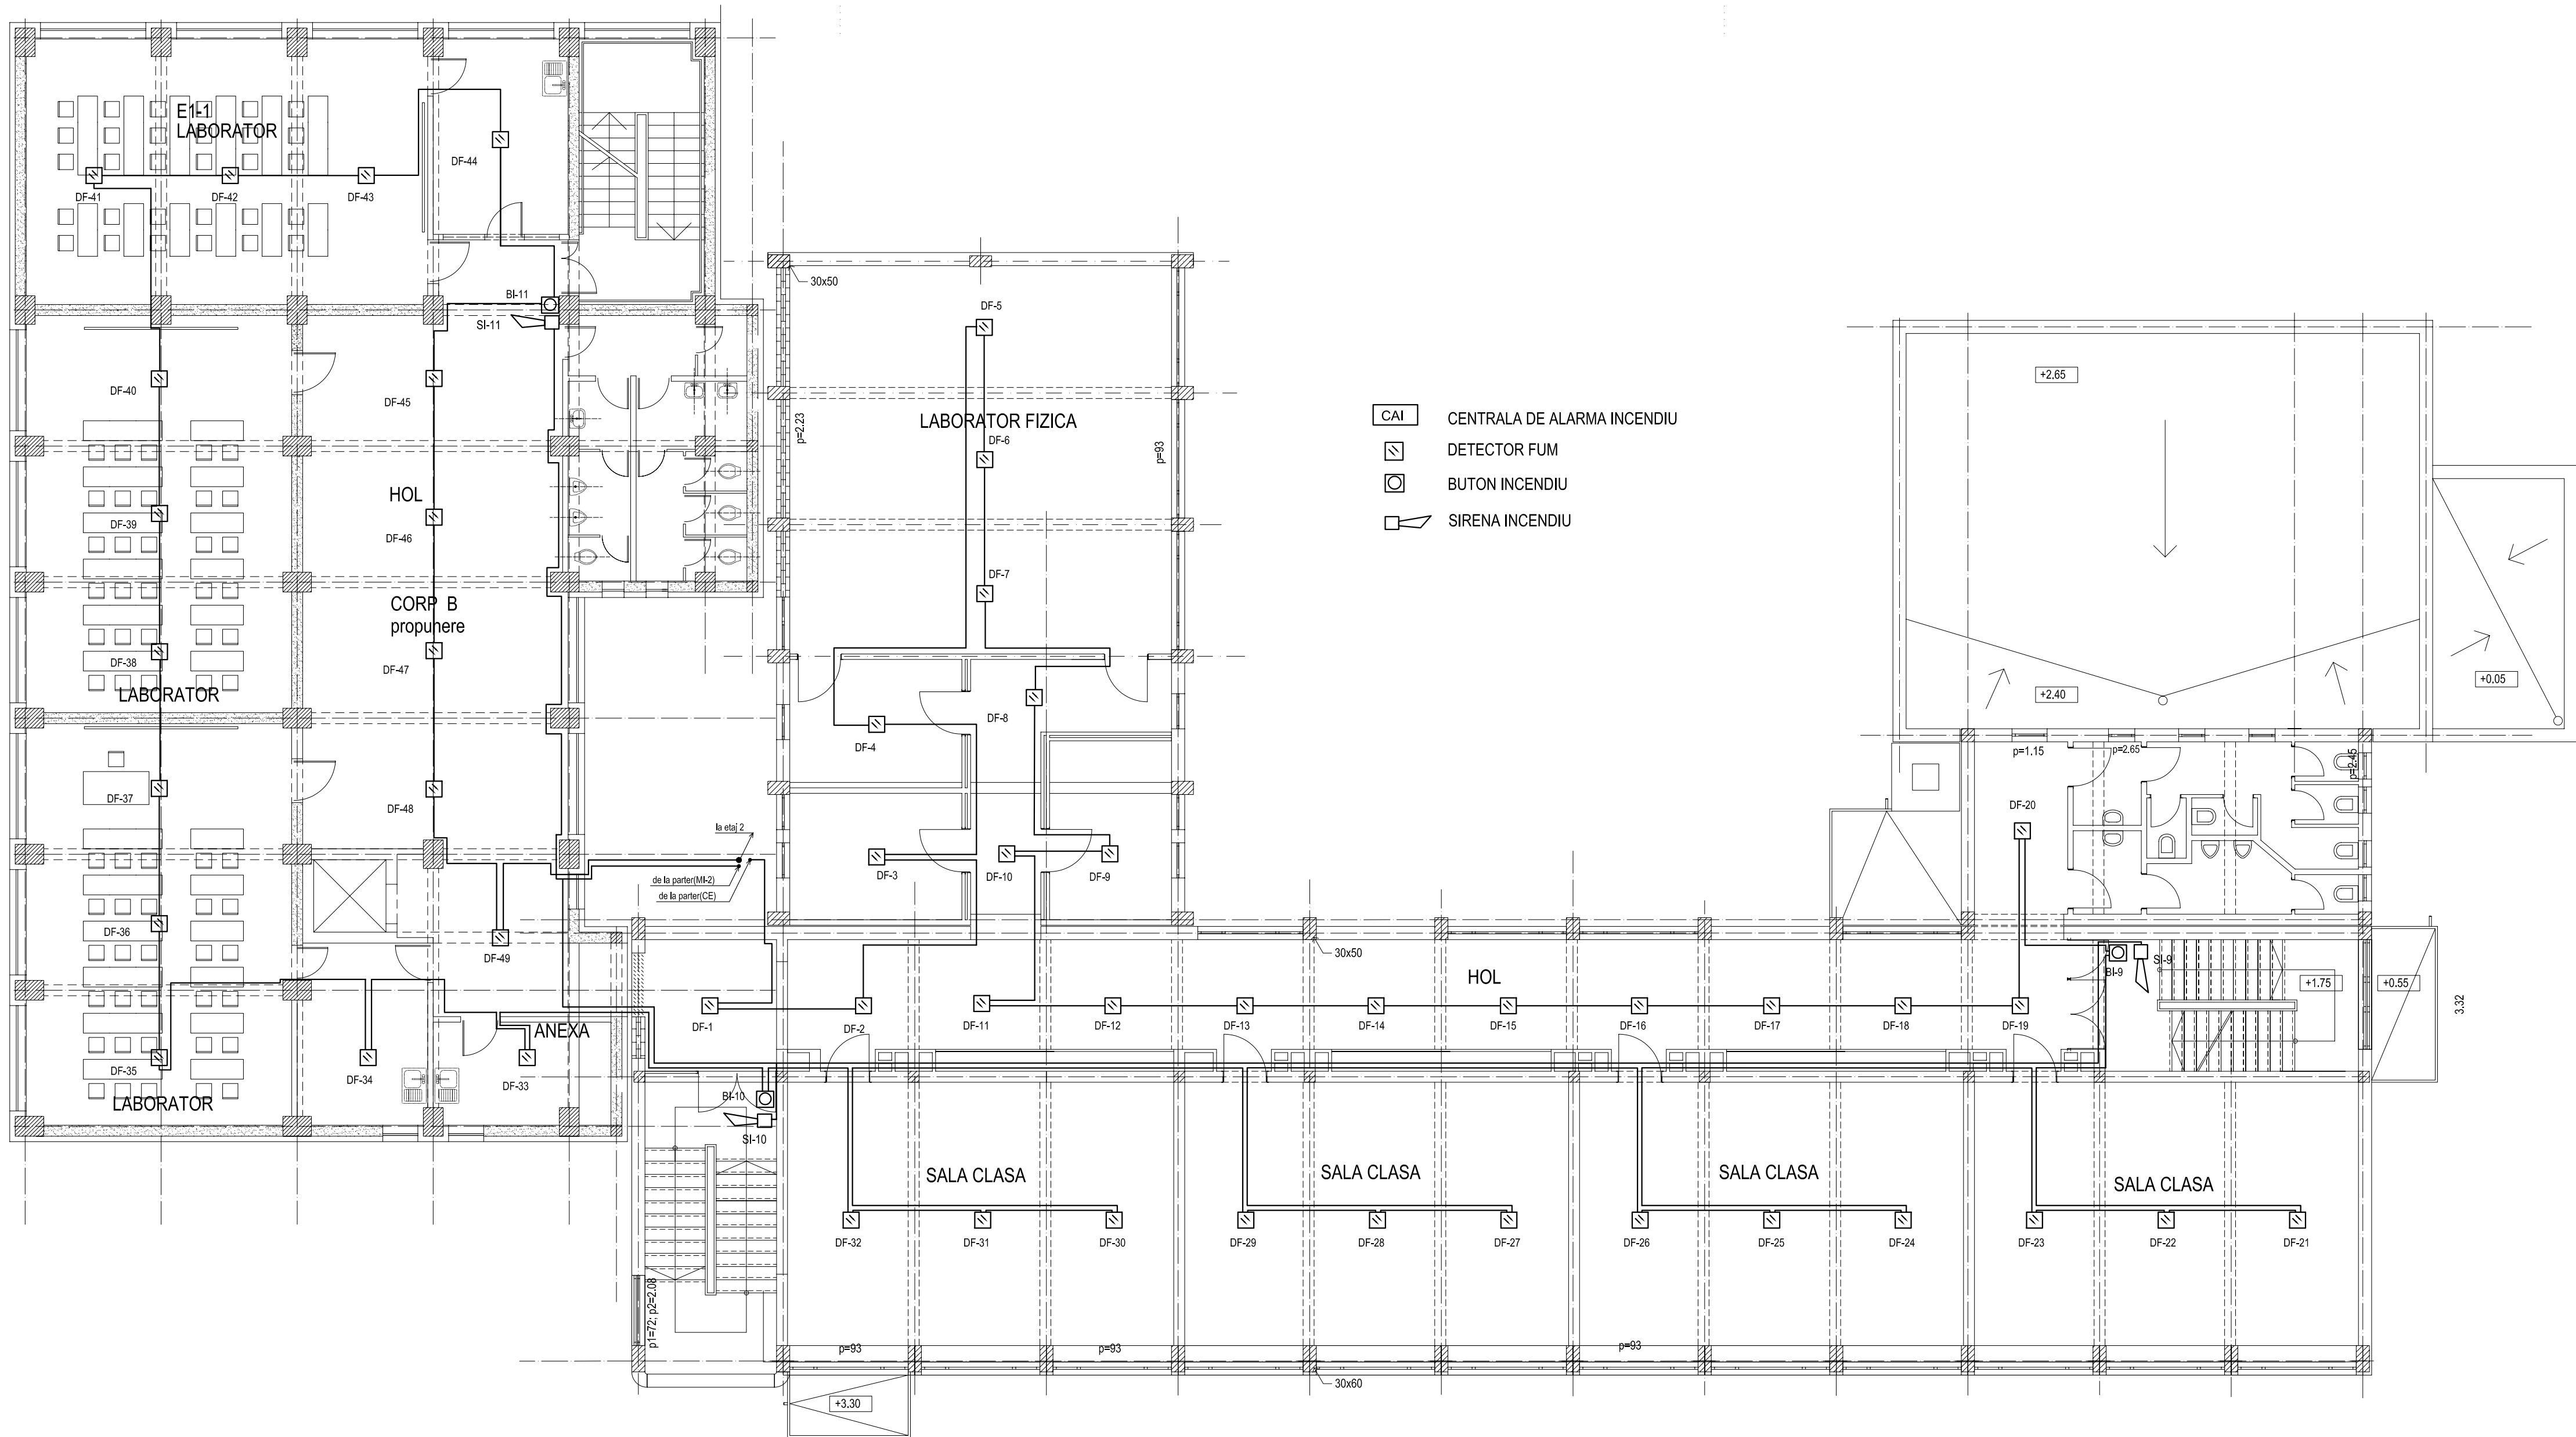 E1-1
LABORATOR
DF-44
DF-41
DF-42
DF-43
BI-11
SI-11
30x50
DF-5
DF-40
DF-45
p=2.23
LABORATOR FIZICA
p=93
DF-6
CAI
CENTRALA DE ALARMA INCENDIU
DETECTOR FUM
BUTON INCENDIU
SIRENA INCENDIU
+2.65
HOL
DF-39
DF-46
DF-7
CORP B
propunere
DF-38
DF-47
LABORATOR
DF-8
DF-4
+2.40
+0.05
p=1.15
p=2.65
p=2.45
DF-37
DF-48
DF-20
la etaj 2
de la parter(MI-2)
de la parter(CE)
DF-3
DF-10
DF-9
DF-36
DF-49
30x50
HOL
BI-9
SI-9
+1.75
+0.55
3.32
DF-1
DF-2
DF-11
DF-12
DF-13
DF-14
DF-15
DF-16
DF-17
DF-18
DF-19
ANEXA
DF-35
DF-34
DF-33
LABORATOR
BI-10
SI-10
SALA CLASA
SALA CLASA
SALA CLASA
SALA CLASA
DF-32
DF-31
DF-30
DF-29
DF-28
DF-27
DF-26
DF-25
DF-24
DF-23
DF-22
DF-21
p1=72; p2=2.08
p=93
p=93
p=93
30x60
+3.30